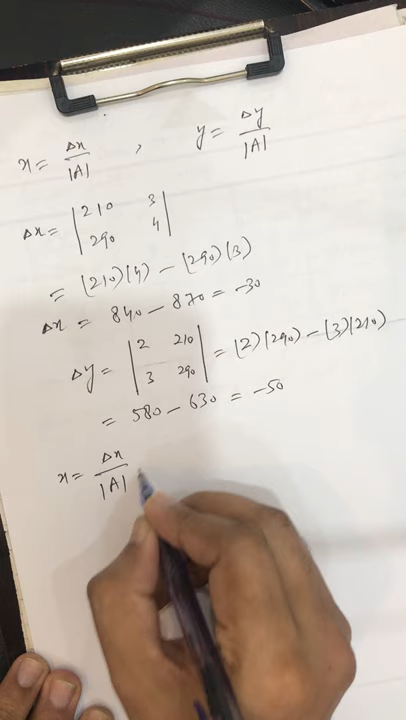 x = Δx/|A| , y = Δy/|A|
Δx = |210 3|
|290 4|
= (210)(4) - (290)(3)
Δx = 840 - 870 = -30
Δy = |2 210| = (2)(290) - (3)(210)
|3 290|
= 580 - 630 = -50
x = Δx/|A|